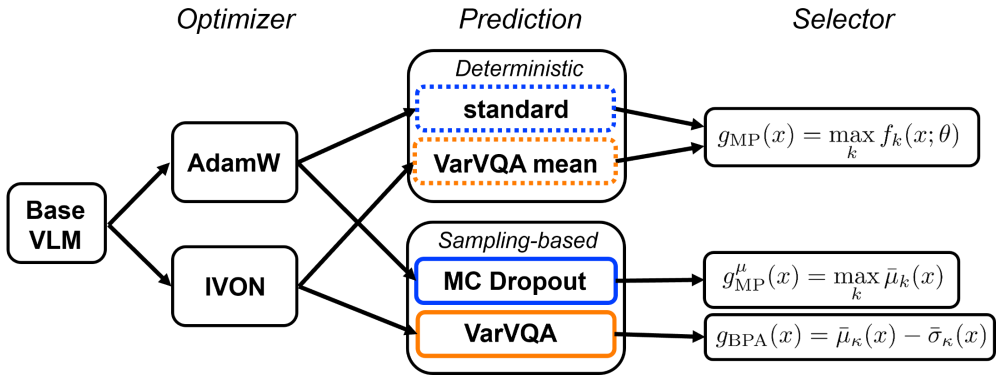 Optimizer
Prediction
Selector
Base
VLM
AdamW
IVON
Deterministic
standard
VarVQA mean
Sampling-based
MC Dropout
VarVQA
g_MP(x) = max_k f_k(x; θ)
g^μ_MP(x) = max_k μ̄_k(x)
g_BPA(x) = μ̄_κ(x) − σ̄_κ(x)